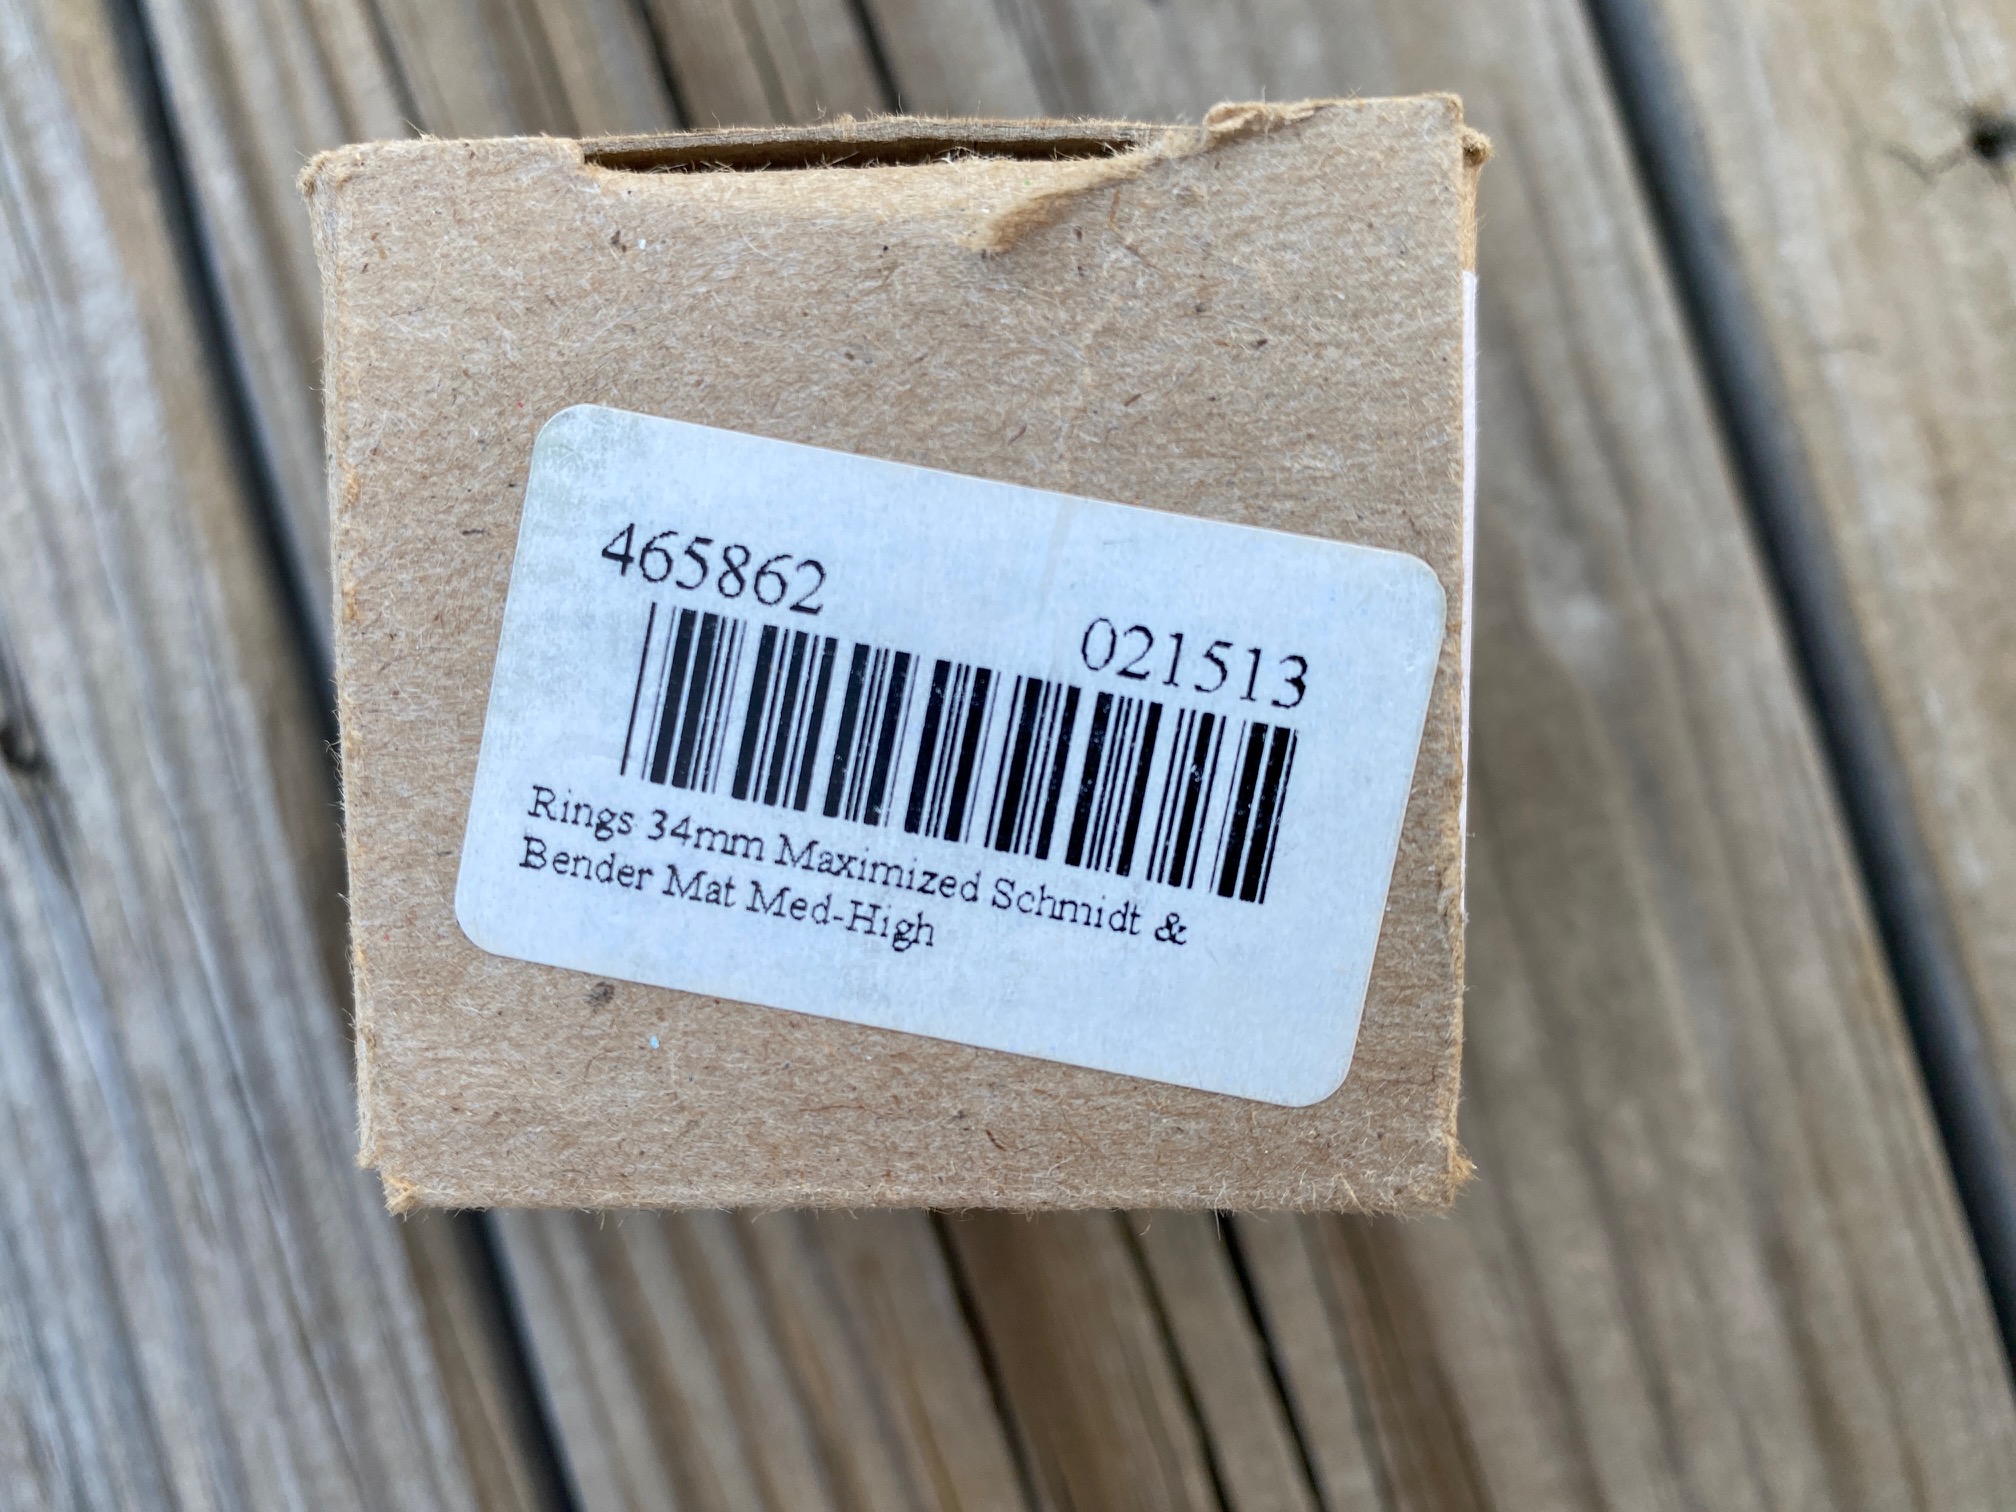 465862
021513
Rings 34mm Maximized Schmidt &
Bender Mat Med-High